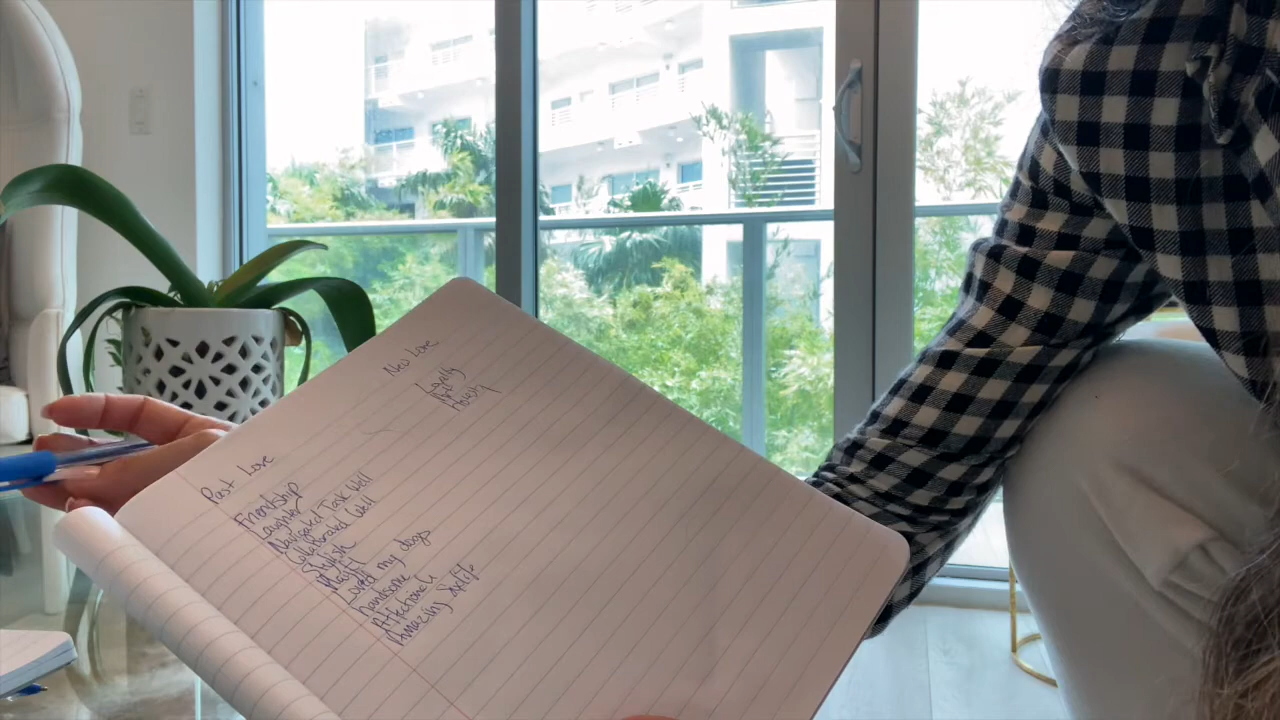 Past Love
Friendship
Laughter
Navigated Task Well
Collaborated Well
Stylish
Playful
Loved my dogs
Handsome
Affectionate
Amazing Sex life
New Love
Loyalty
Honesty